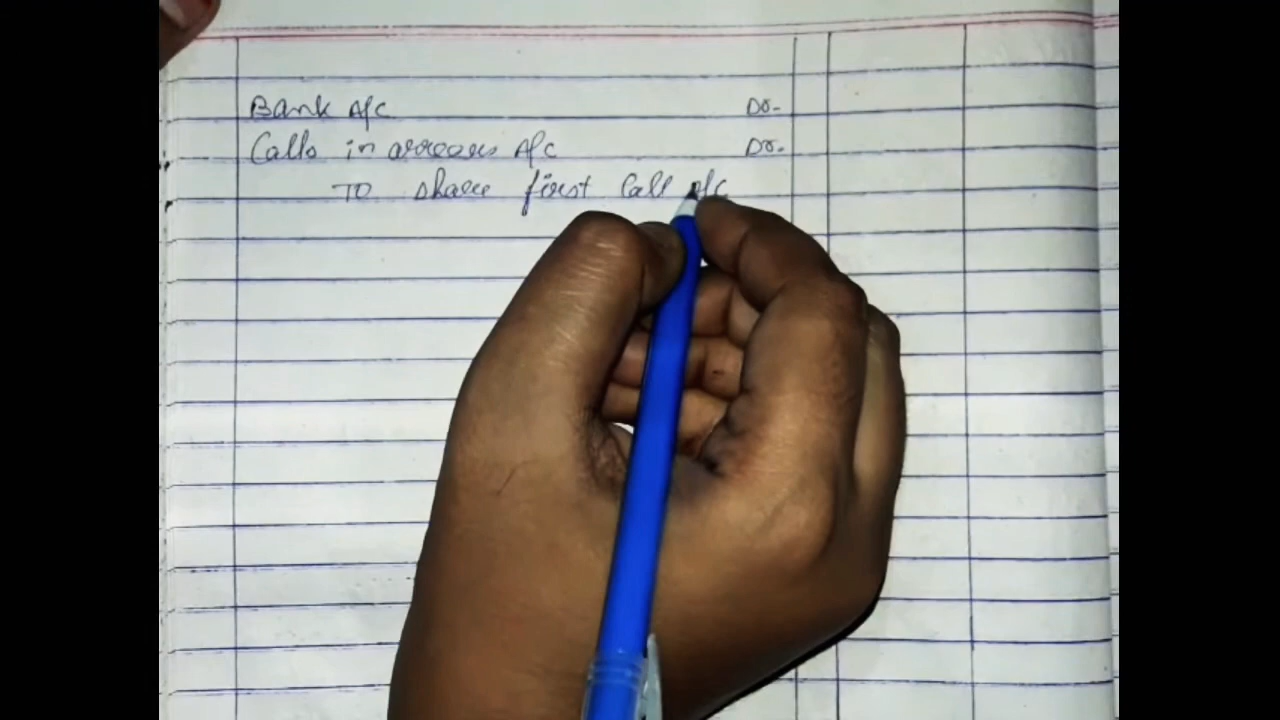 Bank A/c Dr.
Calls in arrears A/c Dr.
To share first Call A/c